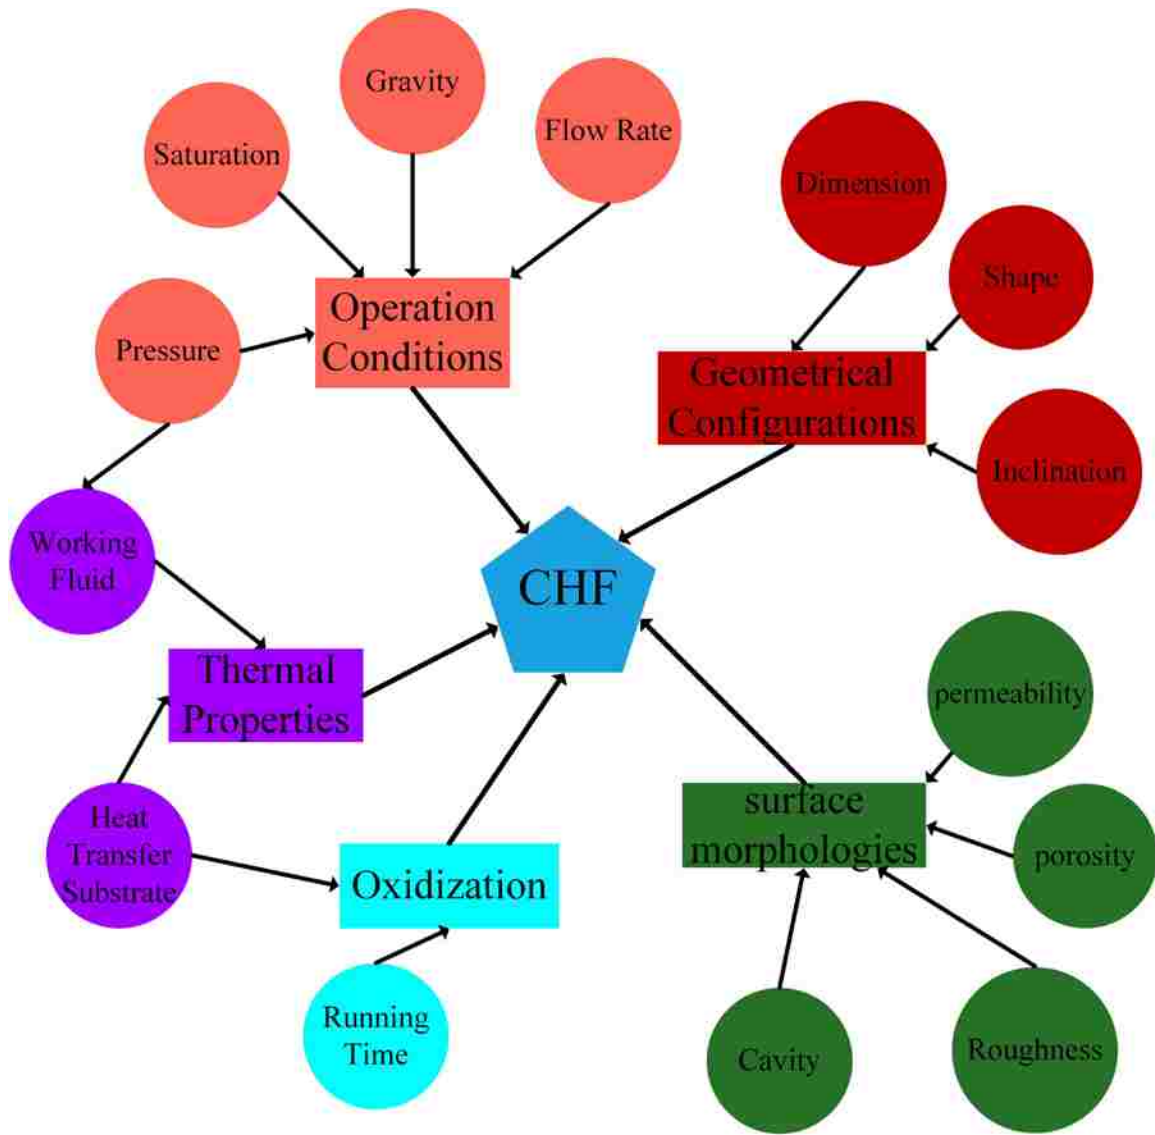 Gravity
Flow Rate
Saturation
Dimension
Shape
Operation
Conditions
Pressure
Geometrical
Configurations
Inclination
Working
Fluid
CHF
Thermal
Properties
permeability
Heat
Transfer
Substrate
surface
morphologies
porosity
Oxidization
Running
Time
Cavity
Roughness